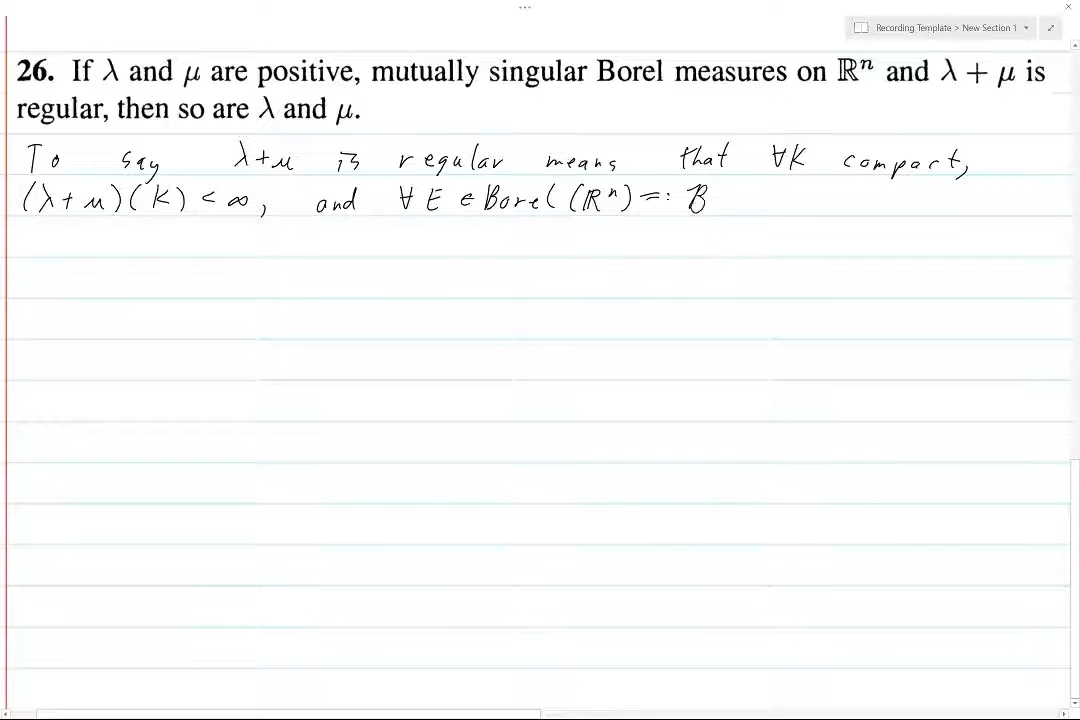 Recording Template > New Section 1
26. If λ and μ are positive, mutually singular Borel measures on ℝⁿ and λ + μ is
regular, then so are λ and μ.
To say λ+μ is regular means that ∀K compact,
(λ+μ)(K) < ∞, and ∀ E ∈ Borel(ℝⁿ) =: B